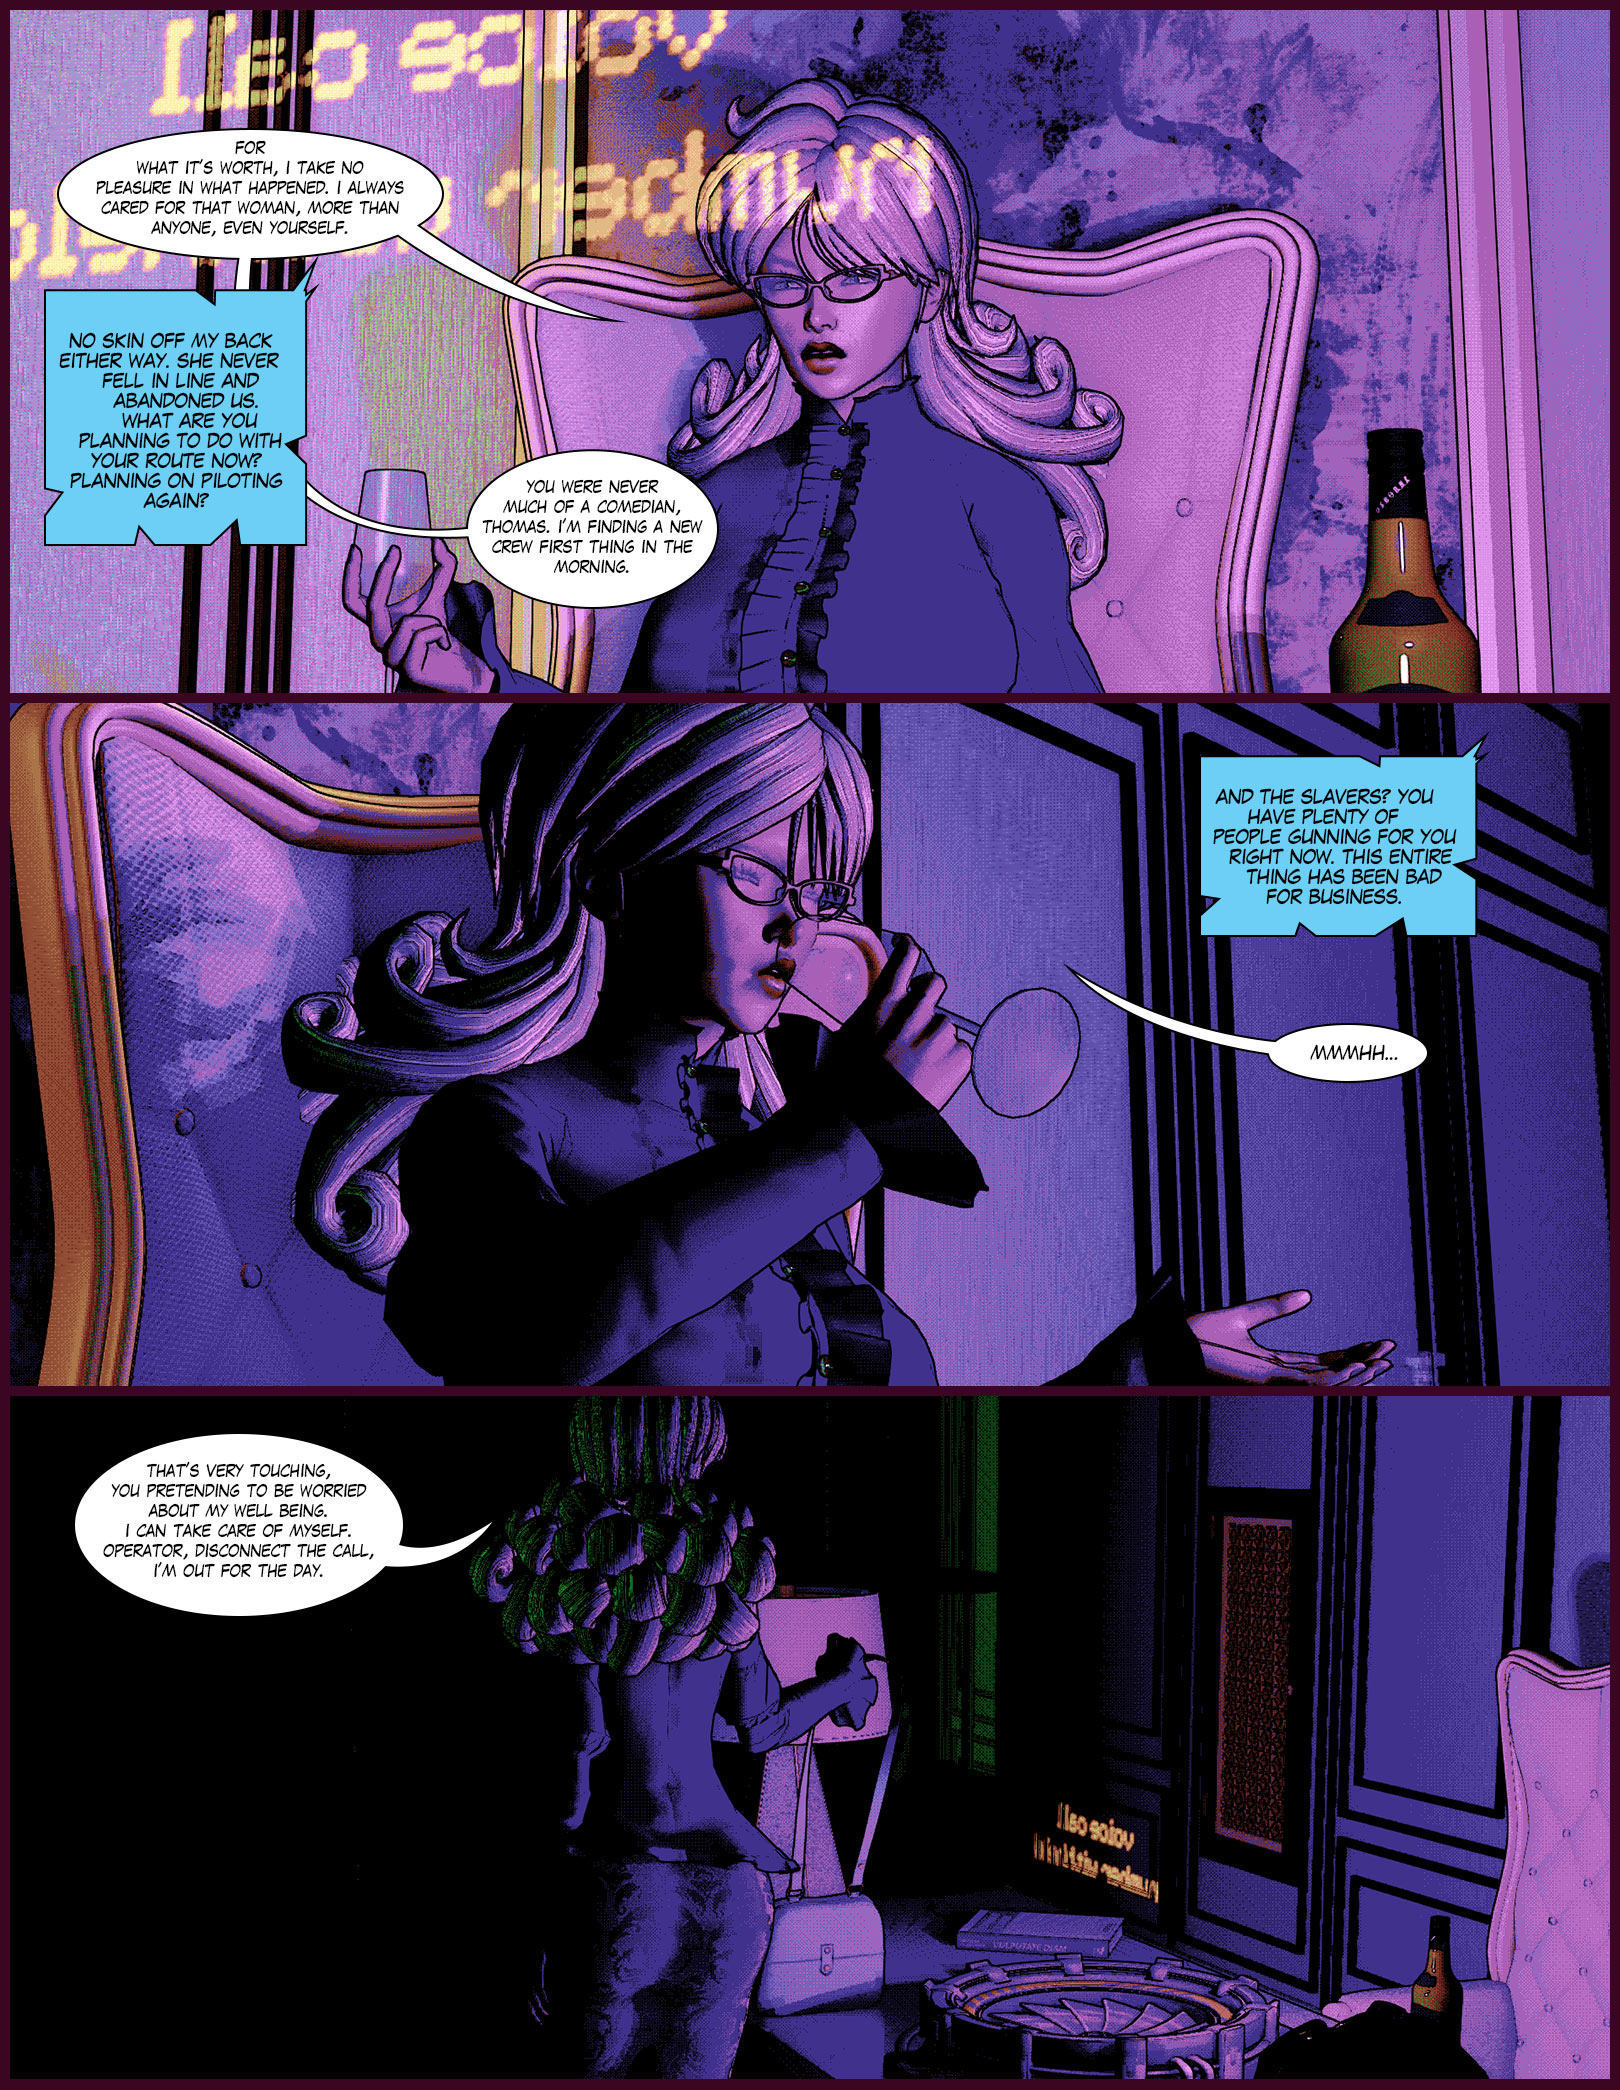 FOR
WHAT IT'S WORTH, I TAKE NO
PLEASURE IN WHAT HAPPENED. I ALWAYS
CARED FOR THAT WOMAN, MORE THAN
ANYONE, EVEN YOURSELF.
NO SKIN OFF MY BACK
EITHER WAY. SHE NEVER
FELL IN LINE AND
ABANDONED US.
WHAT ARE YOU
PLANNING TO DO WITH
YOUR ROUTE NOW?
PLANNING ON PILOTING
AGAIN?
YOU WERE NEVER
MUCH OF A COMEDIAN,
THOMAS. I'M FINDING A NEW
CREW FIRST THING IN THE
MORNING.
AND THE SLAVERS? YOU
HAVE PLENTY OF
PEOPLE GUNNING FOR YOU
RIGHT NOW. THIS ENTIRE
THING HAS BEEN BAD
FOR BUSINESS.
MMMHH...
THAT'S VERY TOUCHING,
YOU PRETENDING TO BE WORRIED
ABOUT MY WELL BEING.
I CAN TAKE CARE OF MYSELF.
OPERATOR, DISCONNECT THE CALL,
I'M OUT FOR THE DAY.